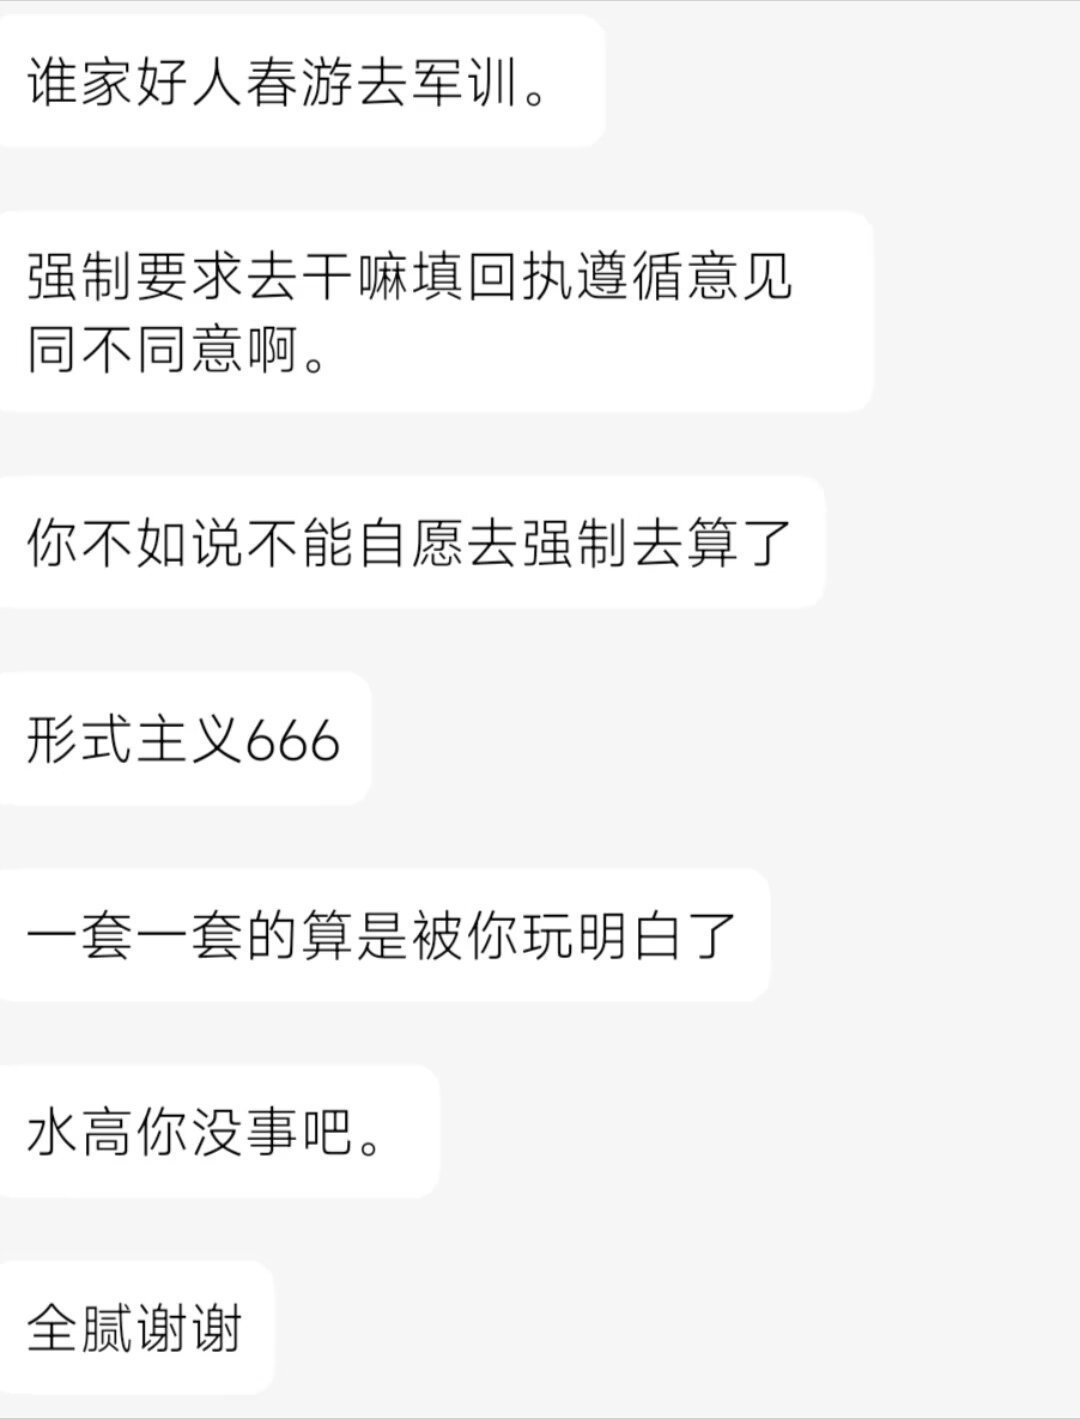 谁家好人春游去军训。
强制要求去干嘛填回执遵循意见
同不同意啊。
你不如说不能自愿去强制去算了
形式主义666
一套一套的算是被你玩明白了
水高你没事吧。
全腻谢谢